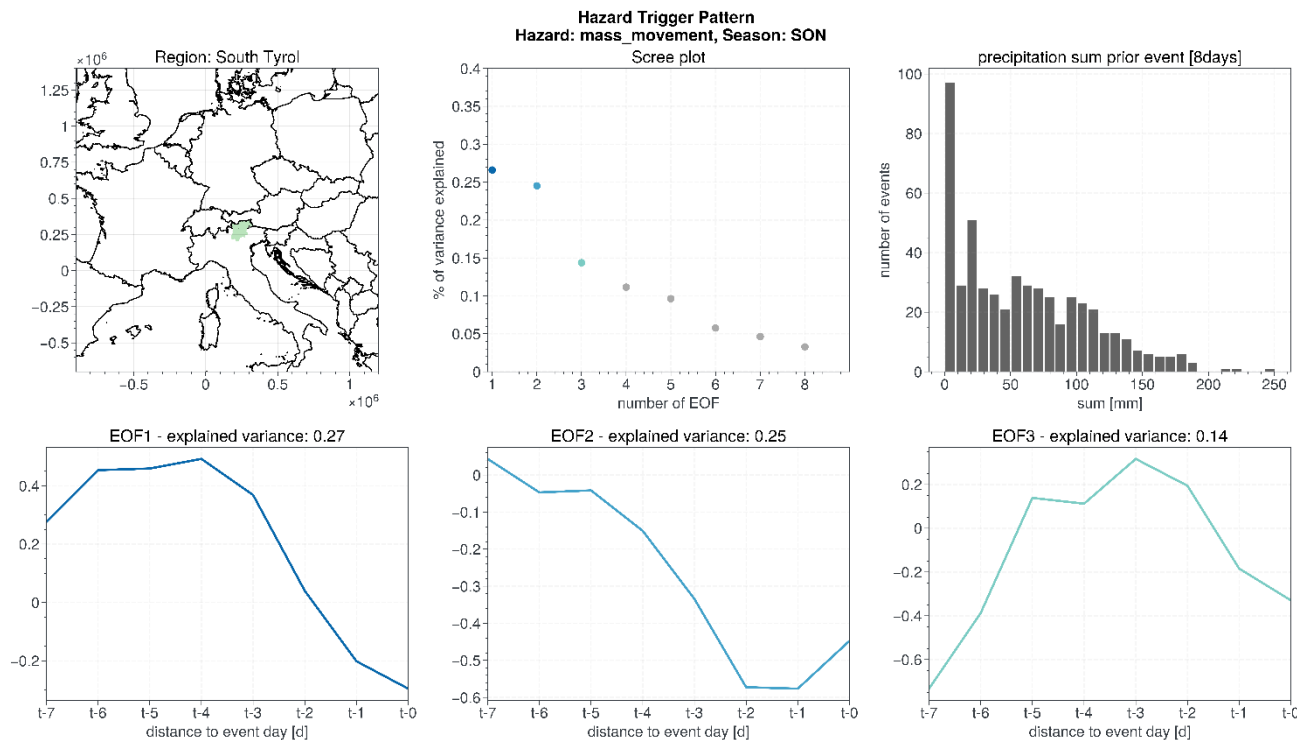 Hazard Trigger Pattern
Hazard: mass_movement, Season: SON
×10⁶
Region: South Tyrol
1.25
1
0.75
0.5
0.25
0
−0.25
−0.5
−0.5
0
0.5
1
×10⁶
Scree plot
% of variance explained
0.4
0.35
0.3
0.25
0.2
0.15
0.1
0.05
0
1
2
3
4
5
6
7
8
number of EOF
precipitation sum prior event [8days]
number of events
100
80
60
40
20
0
0
50
100
150
200
250
sum [mm]
EOF1 - explained variance: 0.27
0.4
0.2
0
−0.2
t-7
t-6
t-5
t-4
t-3
t-2
t-1
t-0
distance to event day [d]
EOF2 - explained variance: 0.25
0
−0.1
−0.2
−0.3
−0.4
−0.5
−0.6
t-7
t-6
t-5
t-4
t-3
t-2
t-1
t-0
distance to event day [d]
EOF3 - explained variance: 0.14
0.2
0
−0.2
−0.4
−0.6
t-7
t-6
t-5
t-4
t-3
t-2
t-1
t-0
distance to event day [d]